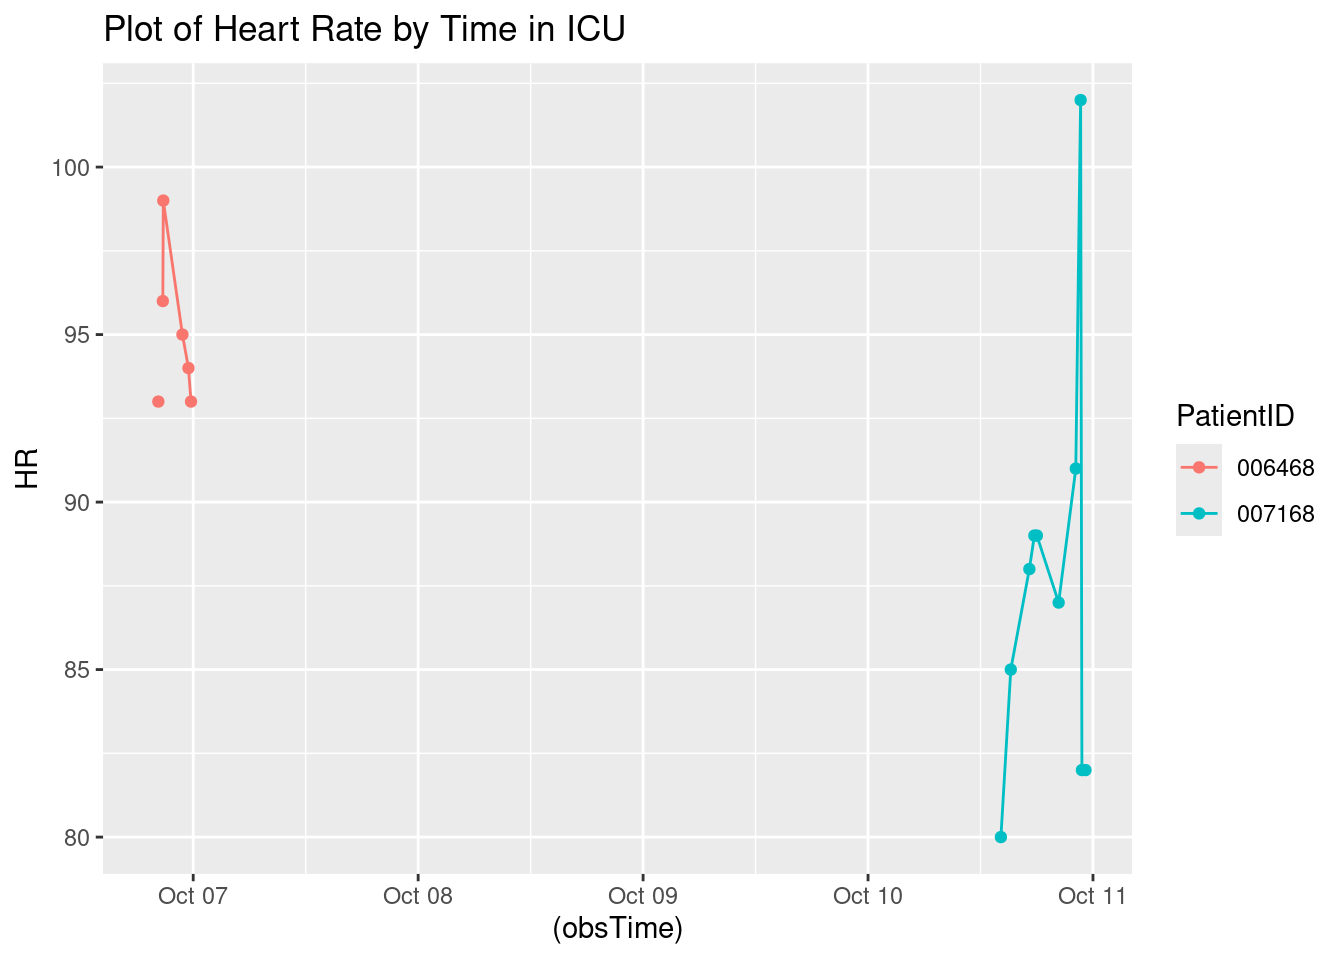 Plot of Heart Rate by Time in ICU
100
95
90
85
80
HR
Oct 07
Oct 08
Oct 09
Oct 10
Oct 11
(obsTime)
PatientID
006468
007168